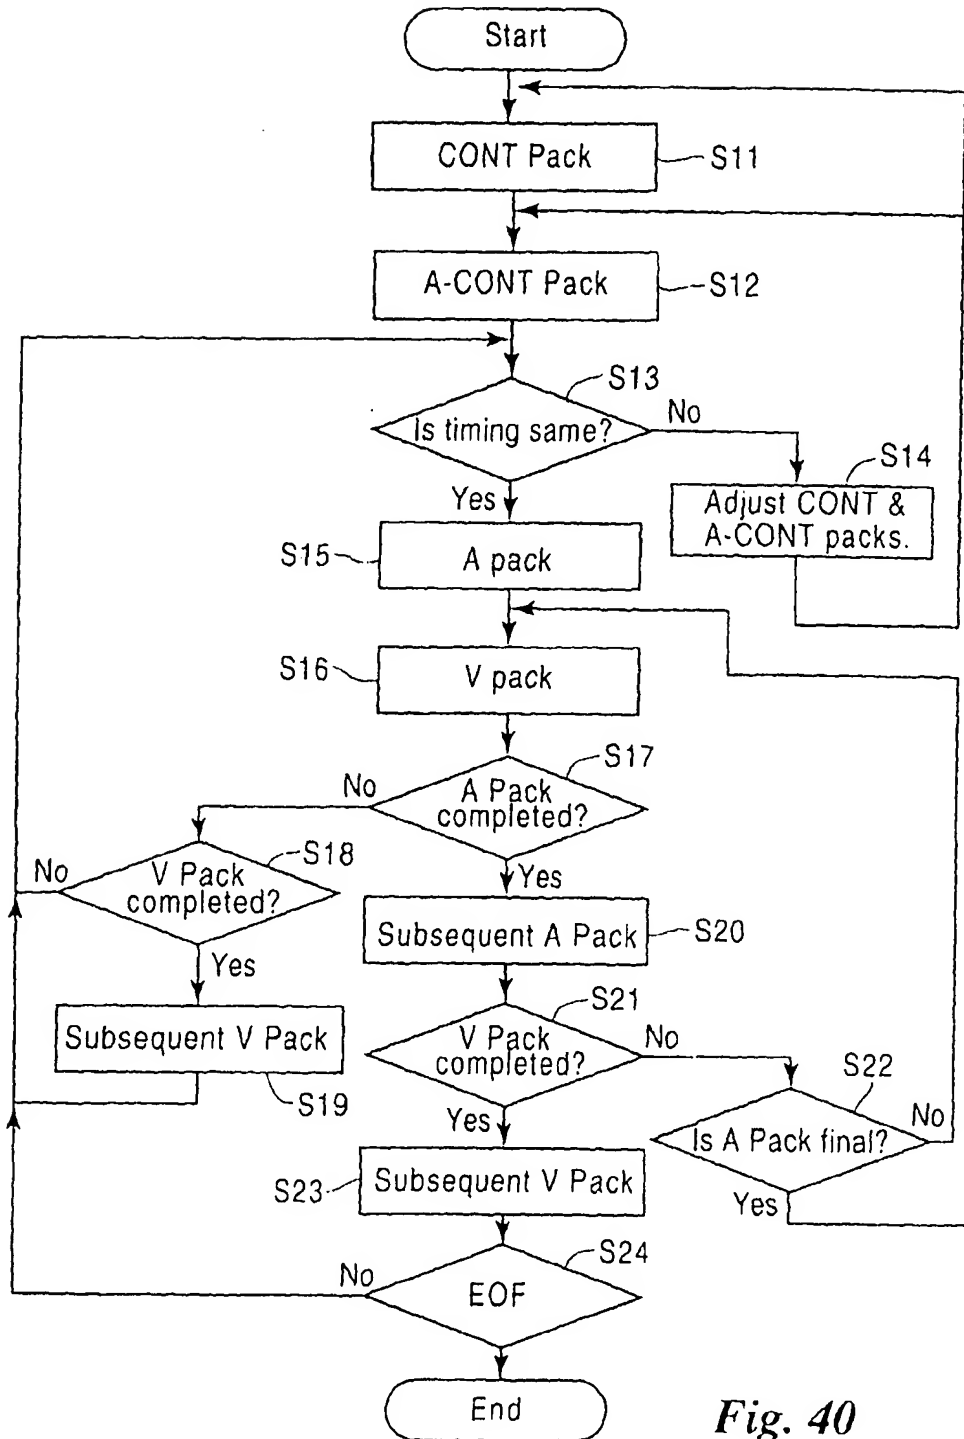 Start
CONT Pack
S11
A-CONT Pack
S12
S13
Is timing same?
No
S14
Yes
Adjust CONT &
A-CONT packs.
S15
A pack
S16
V pack
S17
No
A Pack
completed?
S18
No
V Pack
completed?
Yes
Subsequent A Pack
S20
Yes
S21
Subsequent V Pack
V Pack
completed?
No
S22
S19
Yes
Is A Pack final?
No
S23
Subsequent V Pack
Yes
S24
No
EOF
End
Fig. 40